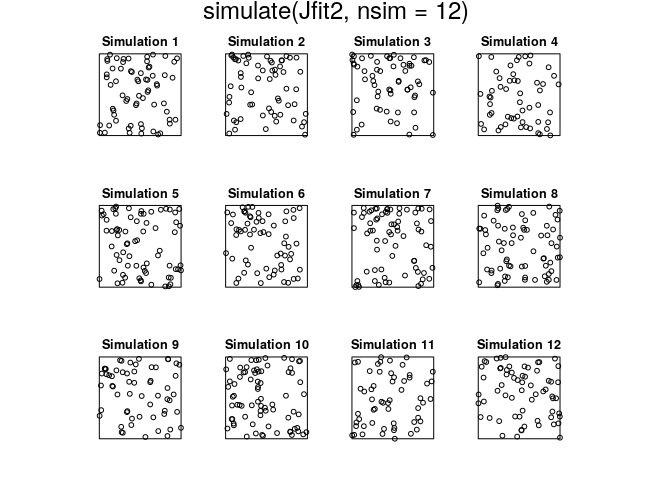 simulate(Jfit2, nsim = 12)
Simulation 1
Simulation 2
Simulation 3
Simulation 4
Simulation 5
Simulation 6
Simulation 7
Simulation 8
Simulation 9
Simulation 10
Simulation 11
Simulation 12